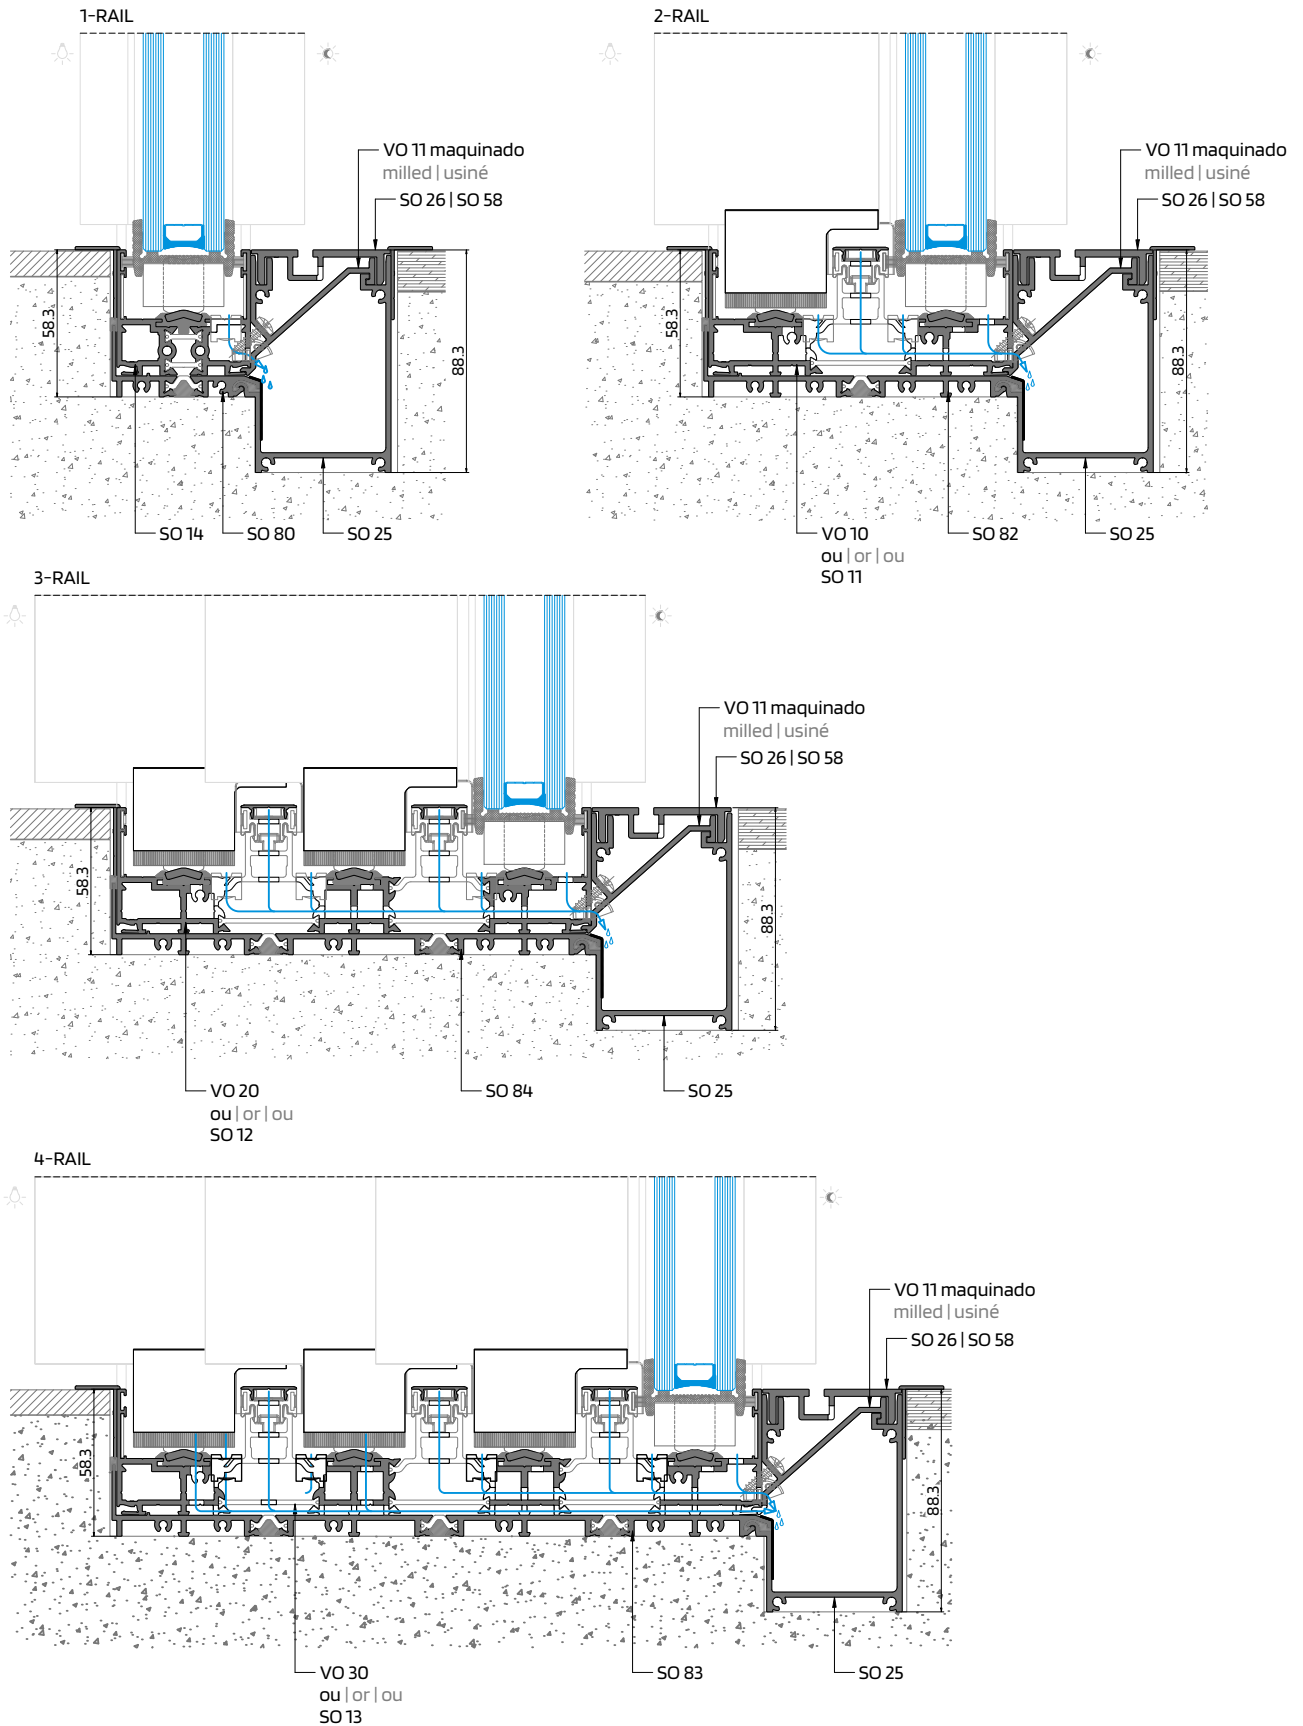 1-RAIL
VO 11 maquinado
milled | usiné
SO 26 | SO 58
58.3
88.3
SO 14
SO 80
SO 25
2-RAIL
VO 11 maquinado
milled | usiné
SO 26 | SO 58
58.3
88.3
VO 10
ou | or | ou
SO 11
SO 82
SO 25
3-RAIL
VO 11 maquinado
milled | usiné
SO 26 | SO 58
58.3
88.3
VO 20
ou | or | ou
SO 12
SO 84
SO 25
4-RAIL
VO 11 maquinado
milled | usiné
SO 26 | SO 58
58.3
88.3
VO 30
ou | or | ou
SO 13
SO 83
SO 25